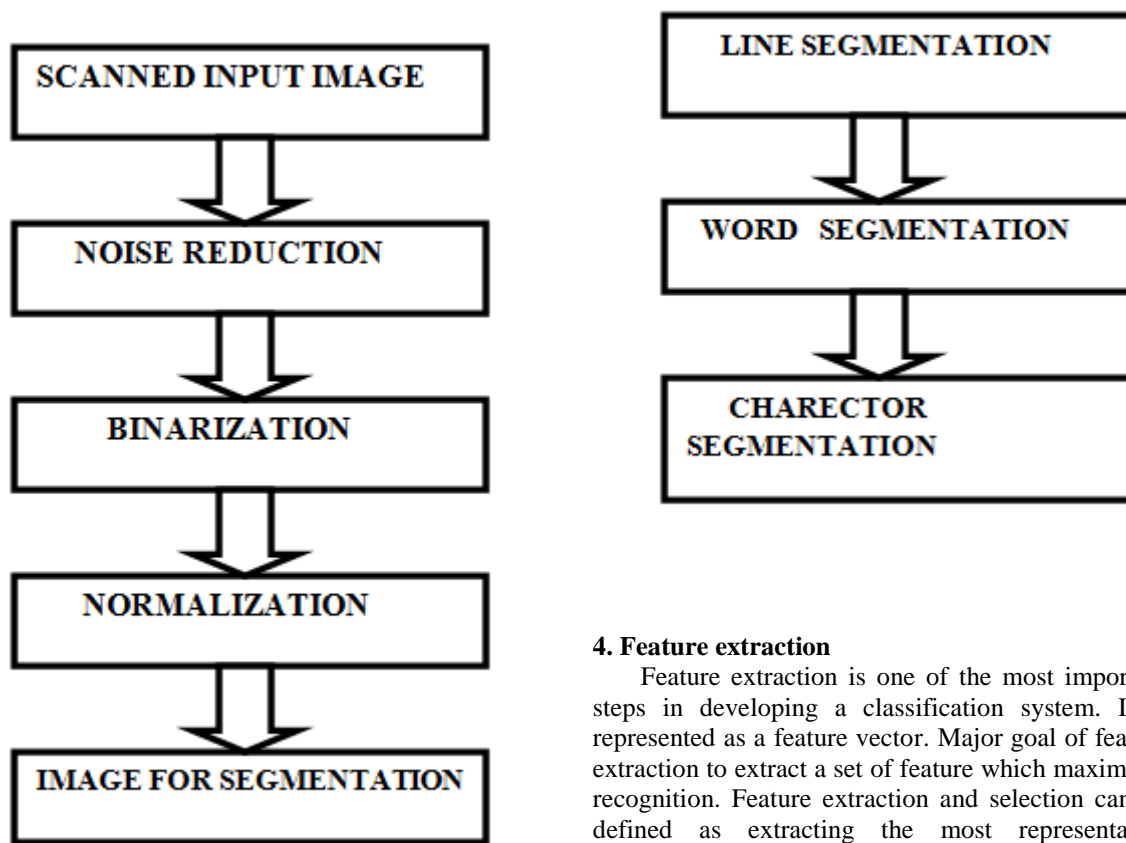 SCANNED INPUT IMAGE
NOISE REDUCTION
BINARIZATION
NORMALIZATION
IMAGE FOR SEGMENTATION
LINE SEGMENTATION
WORD SEGMENTATION
CHARECTOR
SEGMENTATION
4. Feature extraction
Feature extraction is one of the most impor
steps in developing a classification system. I
represented as a feature vector. Major goal of fea
extraction to extract a set of feature which maxim
recognition. Feature extraction and selection can
defined as extracting the most representa